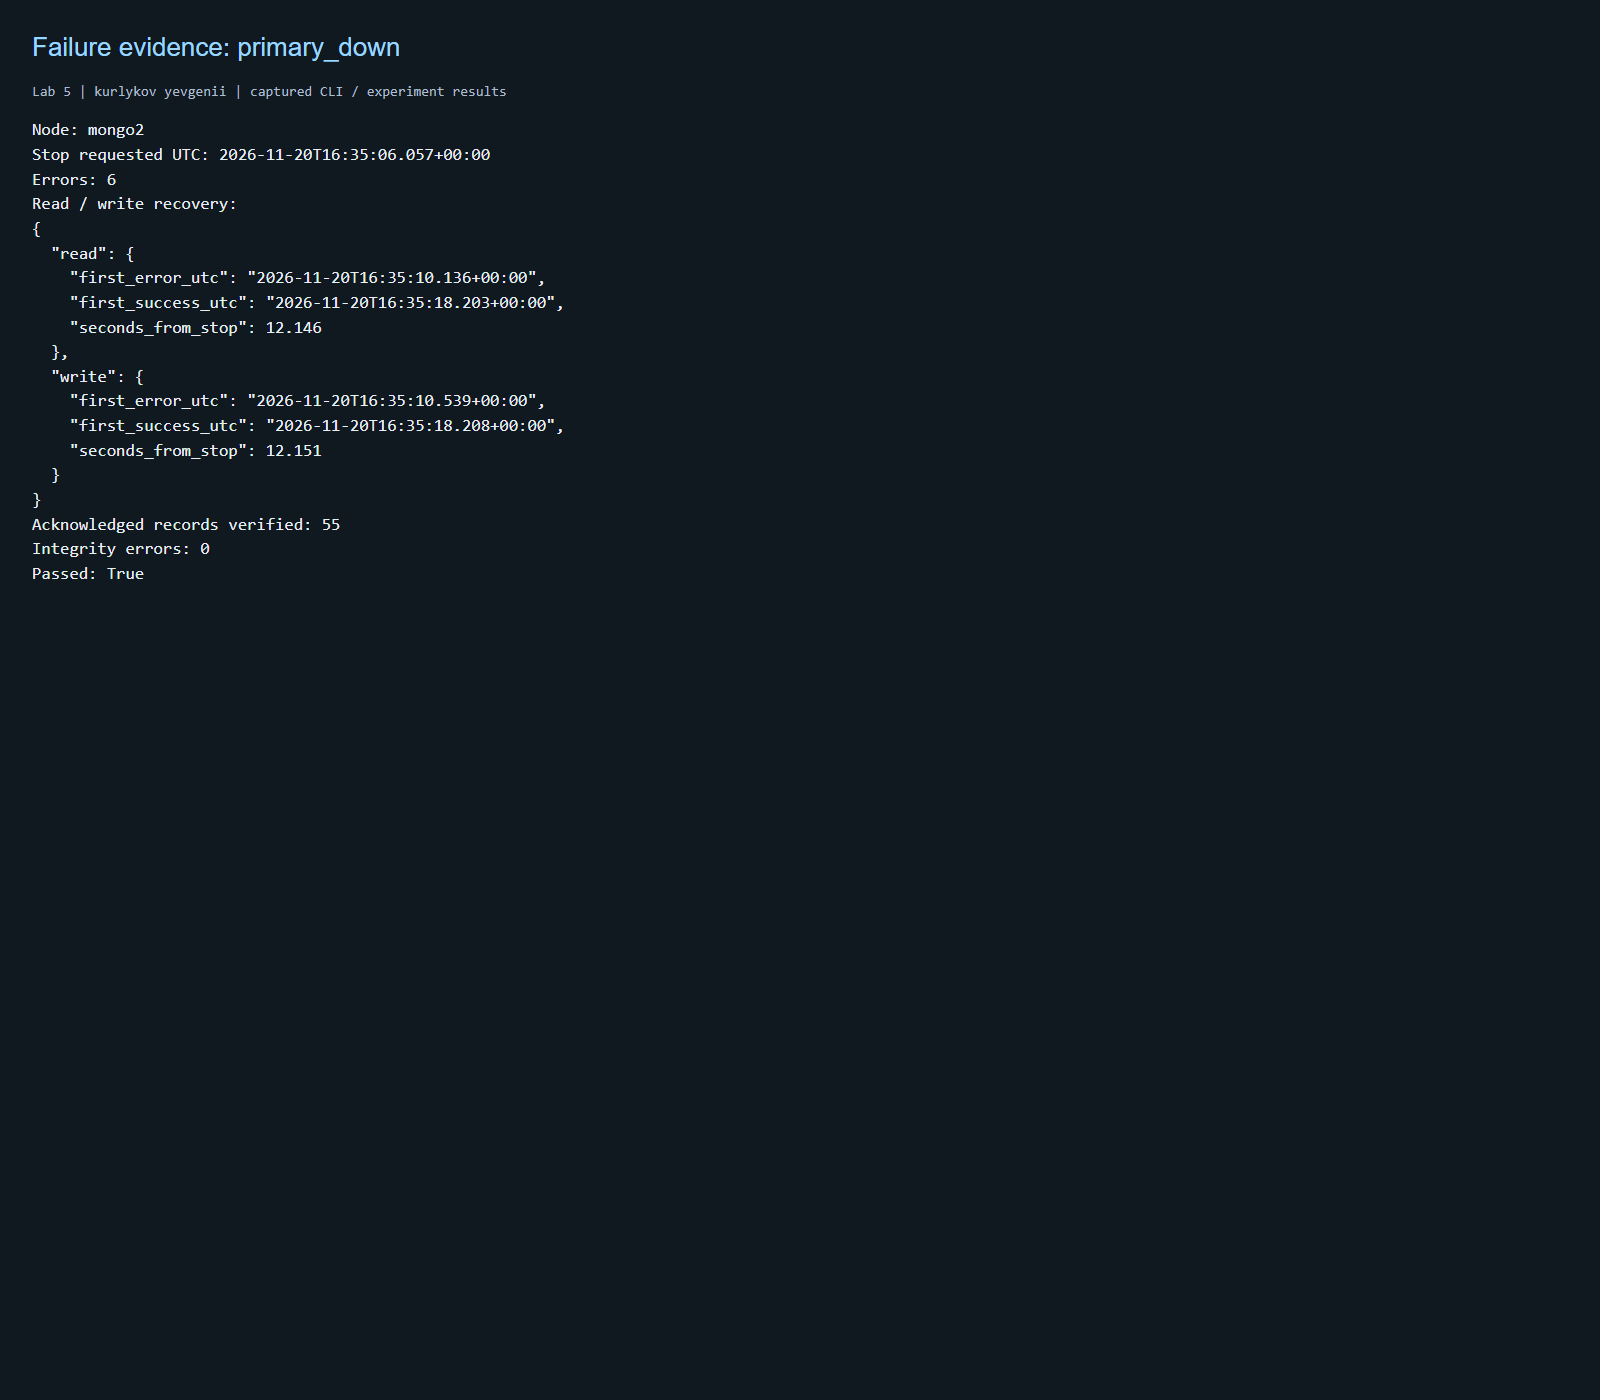 Failure evidence: primary_down
Lab 5 | kurlykov yevgenii | captured CLI / experiment results
Node: mongo2
Stop requested UTC: 2026-11-20T16:35:06.057+00:00
Errors: 6
Read / write recovery:
{
  "read": {
    "first_error_utc": "2026-11-20T16:35:10.136+00:00",
    "first_success_utc": "2026-11-20T16:35:18.203+00:00",
    "seconds_from_stop": 12.146
  },
  "write": {
    "first_error_utc": "2026-11-20T16:35:10.539+00:00",
    "first_success_utc": "2026-11-20T16:35:18.208+00:00",
    "seconds_from_stop": 12.151
  }
}
Acknowledged records verified: 55
Integrity errors: 0
Passed: True